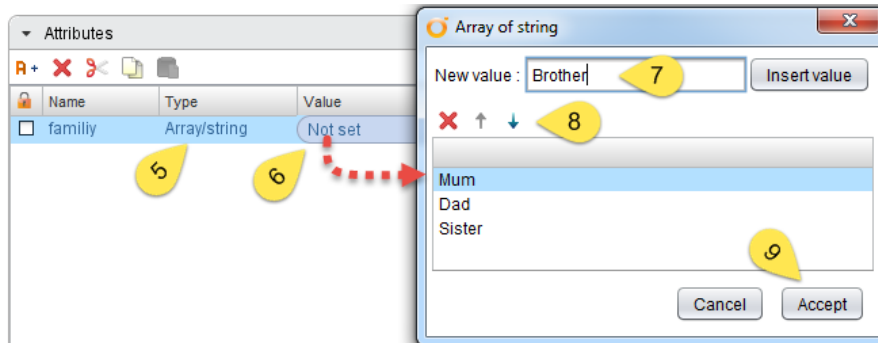 Attributes
A+
Name Type Value
familiy Array/string Not set
5
6
Array of string
New value : Brother 7 Insert value
8
Mum
Dad
Sister
9
Cancel Accept